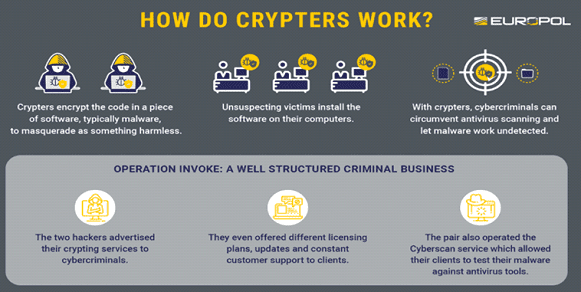 HOW DO CRYPTERS WORK?
EUROPOL
Crypters encrypt the code in a piece
of software, typically malware,
to masquerade as something harmless.
Unsuspecting victims install the
software on their computers.
With crypters, cybercriminals can
circumvent antivirus scanning and
let malware work undetected.
OPERATION INVOKE: A WELL STRUCTURED CRIMINAL BUSINESS
The two hackers advertised
their crypting services to
cybercriminals.
They even offered different licensing
plans, updates and constant
customer support to clients.
The pair also operated the
Cyberscan service which allowed
their clients to test their malware
against antivirus tools.